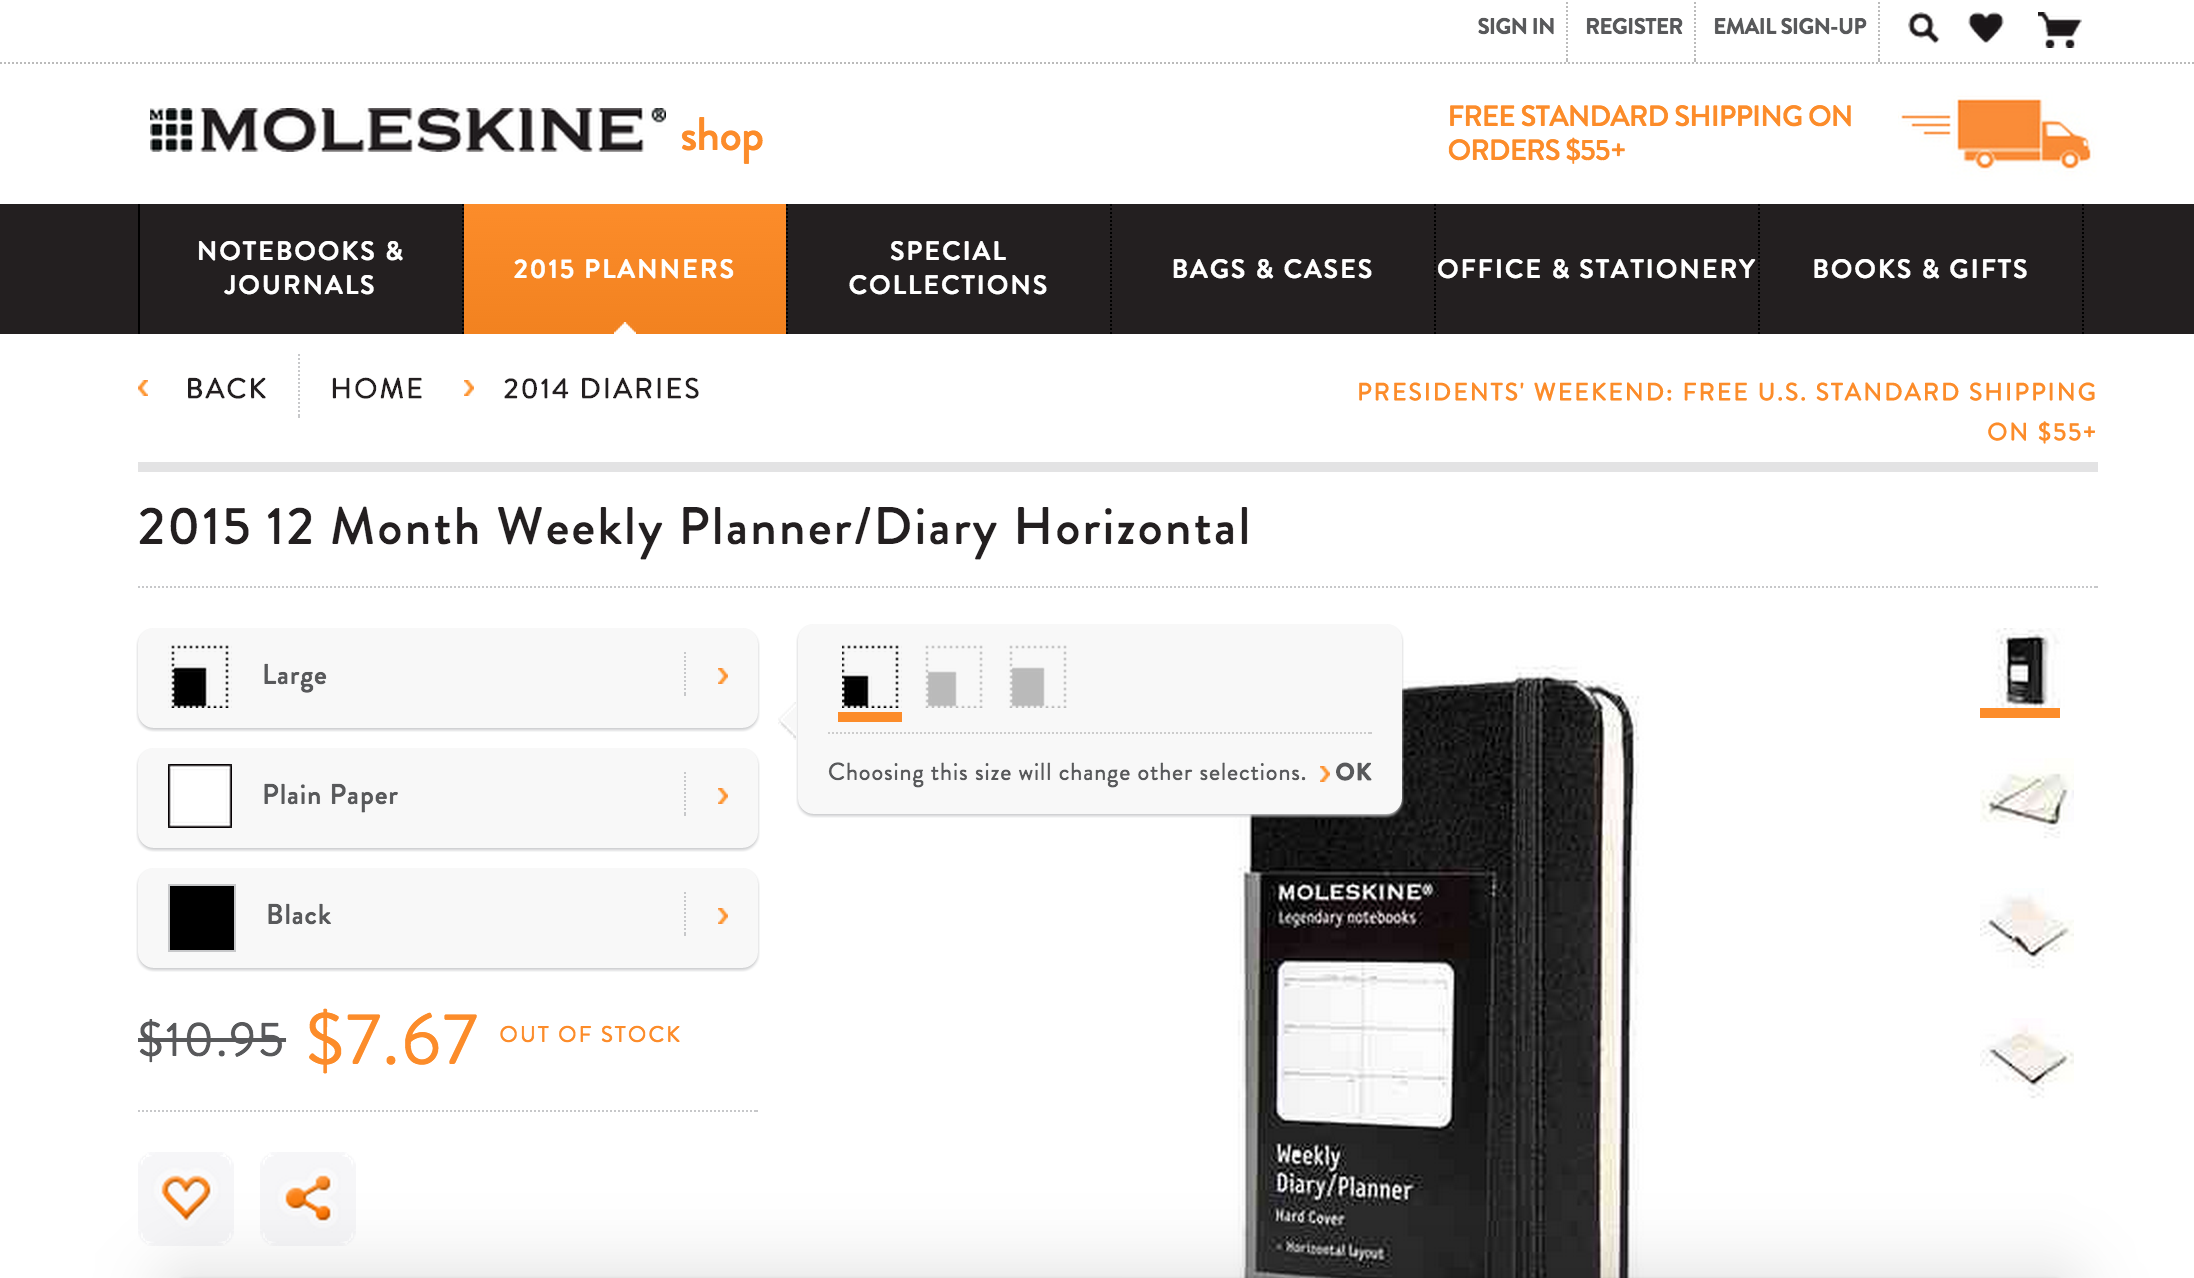 SIGN IN
REGISTER
EMAIL SIGN-UP
MOLESKINE® shop
FREE STANDARD SHIPPING ON
ORDERS $55+
NOTEBOOKS &
JOURNALS
2015 PLANNERS
SPECIAL
COLLECTIONS
BAGS & CASES
OFFICE & STATIONERY
BOOKS & GIFTS
BACK
HOME
2014 DIARIES
PRESIDENTS' WEEKEND: FREE U.S. STANDARD SHIPPING
ON $55+
2015 12 Month Weekly Planner/Diary Horizontal
Large
Plain Paper
Black
Choosing this size will change other selections. OK
$10.95 $7.67 OUT OF STOCK
MOLESKINE®
Legendary notebooks
Weekly
Diary/Planner
Hard Cover
- Horizontal layout